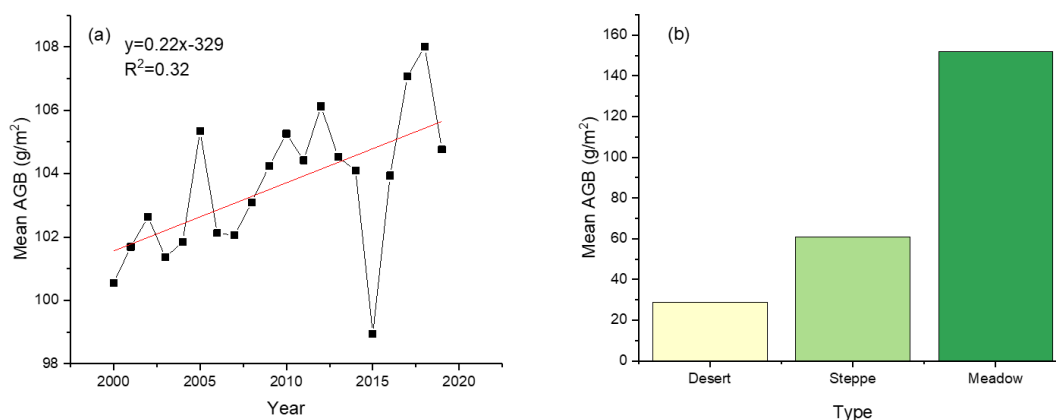 (a)
y=0.22x-329
R²=0.32
108
106
104
102
100
98
Mean AGB (g/m²)
2000 2005 2010 2015 2020
Year
(b)
160
140
120
100
80
60
40
20
0
Mean AGB (g/m²)
Desert Steppe Meadow
Type